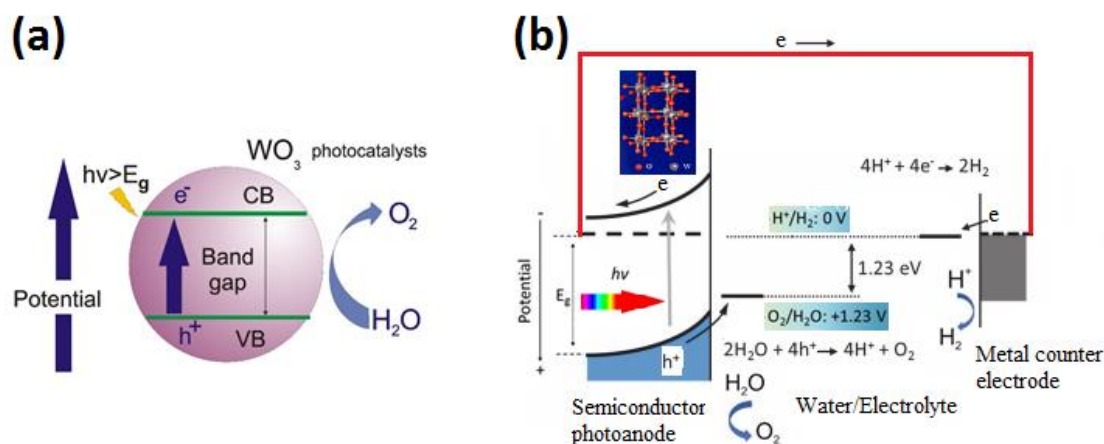 (a)
WO3 photocatalysts
hν>Eg
e-
CB
O2
Band
gap
Potential
h+
VB
H2O
(b)
e
O
W
4H+ + 4e- → 2H2
e
-
H+/H2: 0 V
e
hν
1.23 eV
H+
Potential
Eg
O2/H2O: +1.23 V
H2
+
h+
2H2O + 4h+ → 4H+ + O2
Metal counter
electrode
H2O
Semiconductor
photoanode
Water/Electrolyte
O2